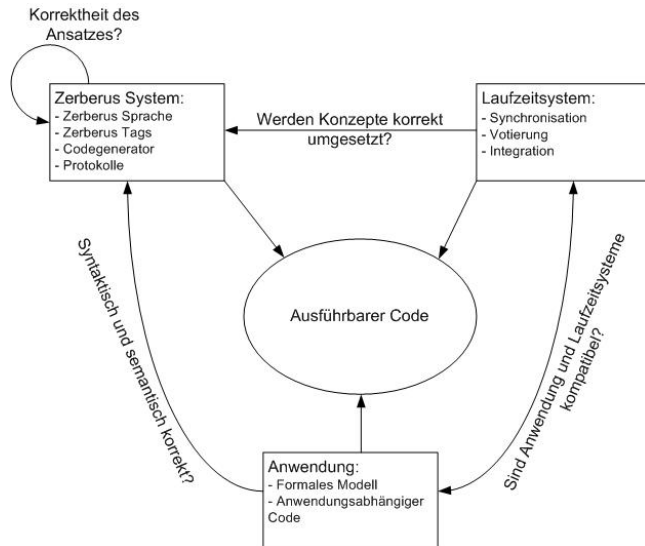 Korrektheit des
Ansatzes?
Zerberus System:
- Zerberus Sprache
- Zerberus Tags
- Codegenerator
- Protokolle
Werden Konzepte korrekt
umgesetzt?
Laufzeitsystem:
- Synchronisation
- Votierung
- Integration
Syntaktisch und semantisch korrekt?
Ausführbarer Code
Sind Anwendung und Laufzeitsysteme
kompatibel?
Anwendung:
- Formales Modell
- Anwendungsabhängiger
Code